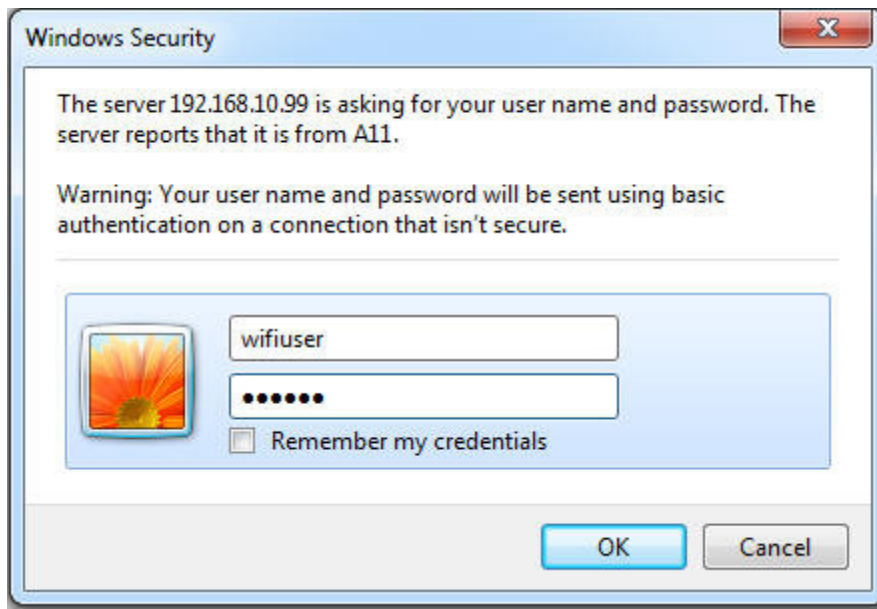 Windows Security
The server 192.168.10.99 is asking for your user name and password. The
server reports that it is from A11.
Warning: Your user name and password will be sent using basic
authentication on a connection that isn't secure.
wifiuser
••••••
Remember my credentials
OK
Cancel